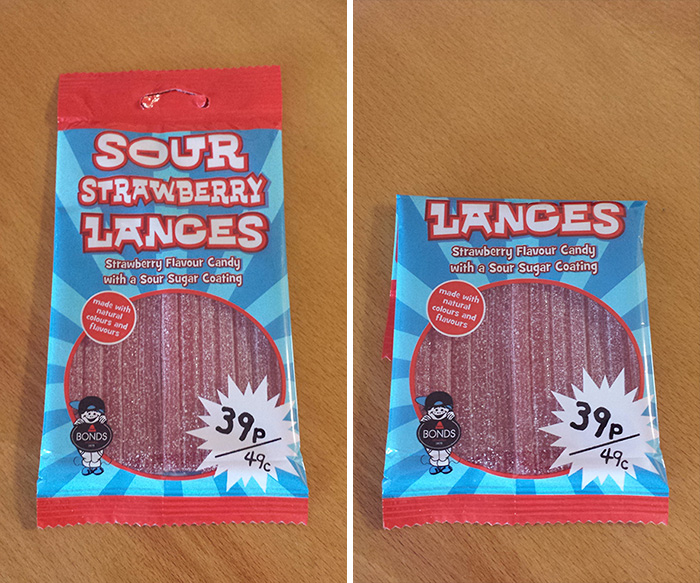 SOUR
STRAWBERRY
LANCES
Strawberry Flavour Candy
with a Sour Sugar Coating
made with
natural
colours and
flavours
BONDS
39p
49c
LANCES
Strawberry Flavour Candy
with a Sour Sugar Coating
made with
natural
colours and
flavours
BONDS
39p
49c